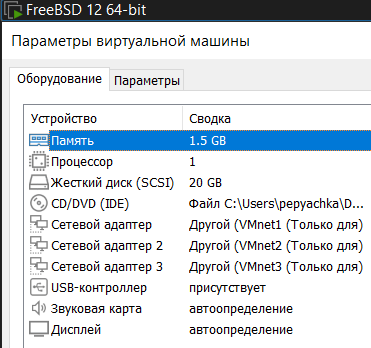 FreeBSD 12 64-bit
Параметры виртуальной машины
Оборудование Параметры
Устройство Сводка
Память 1.5 GB
Процессор 1
Жесткий диск (SCSI) 20 GB
CD/DVD (IDE) Файл C:\Users\pepyachka\D...
Сетевой адаптер Другой (VMnet1 (Только для)
Сетевой адаптер 2 Другой (VMnet2 (Только для)
Сетевой адаптер 3 Другой (VMnet3 (Только для)
USB-контроллер присутствует
Звуковая карта автоопределение
Дисплей автоопределение